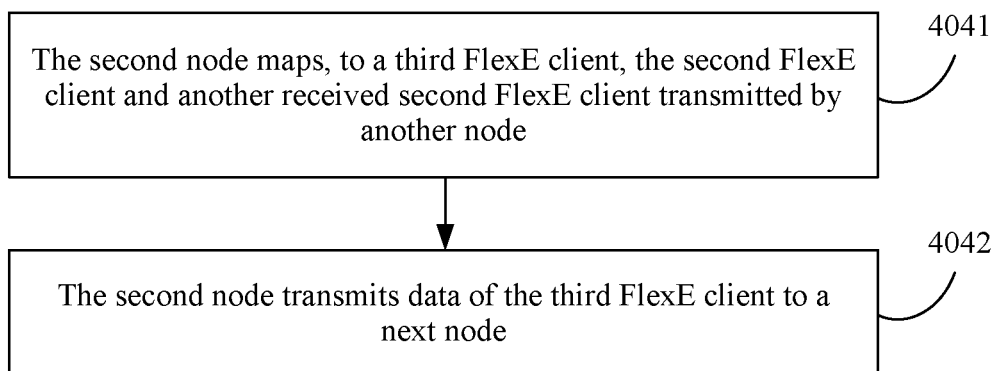 4041
The second node maps, to a third FlexE client, the second FlexE
client and another received second FlexE client transmitted by
another node
4042
The second node transmits data of the third FlexE client to a
next node